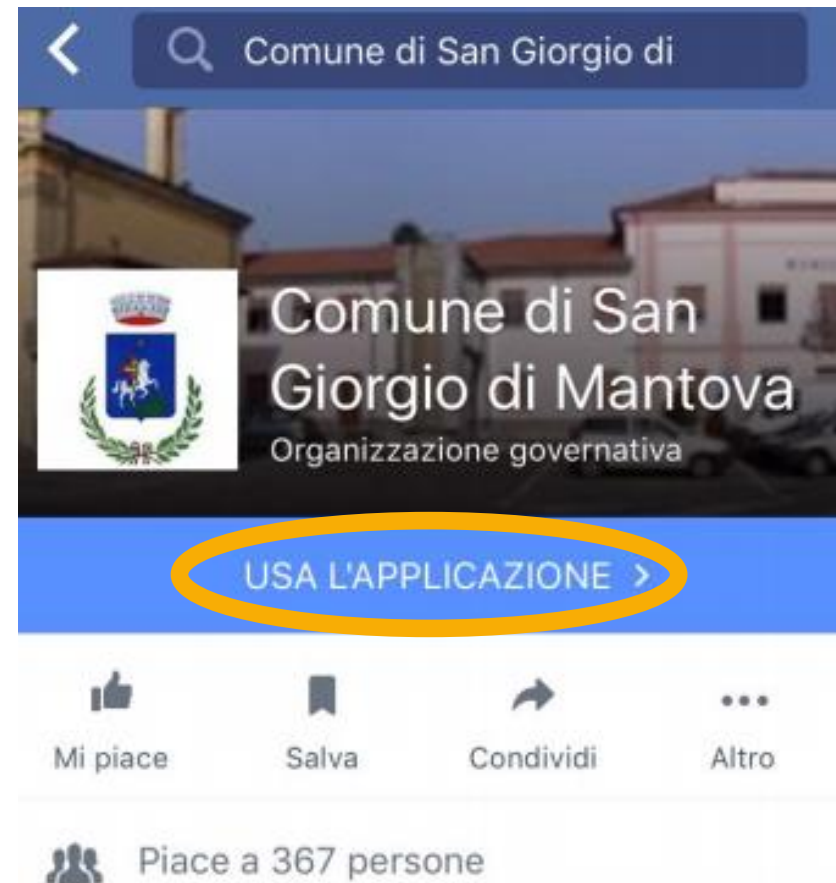 Comune di San Giorgio di
Comune di San
Giorgio di Mantova
Organizzazione governativa
USA L'APPLICAZIONE >
Mi piace
Salva
Condividi
Altro
Piace a 367 persone